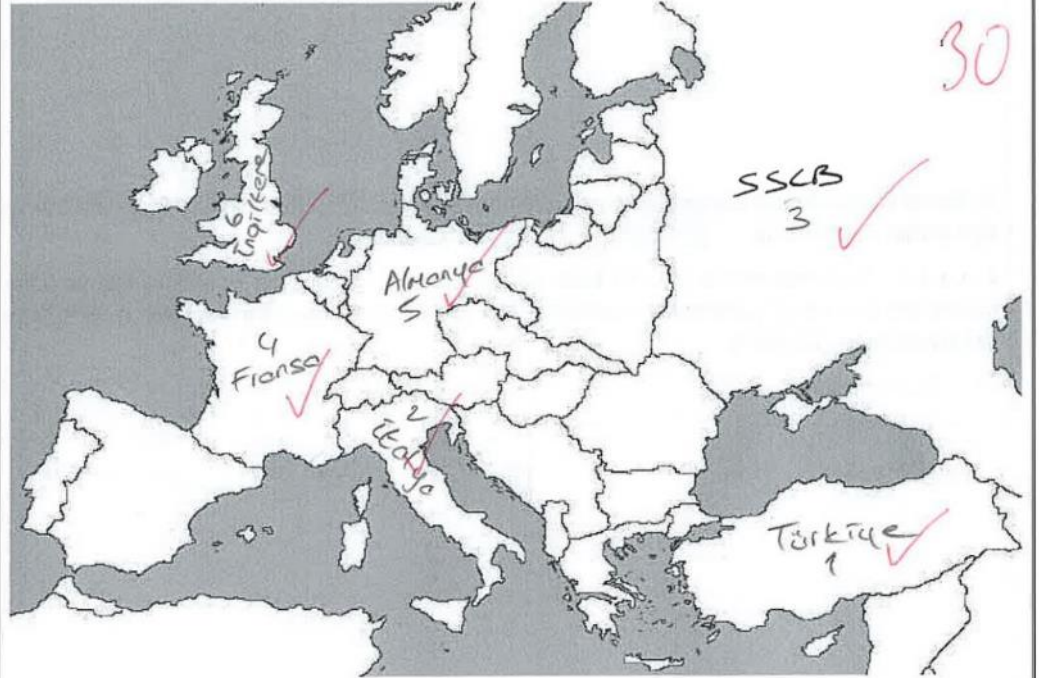 30
SSCB
3
6
İngiltere
Almanya
5
4
Fransa
2
İtalya
Türkiye
1